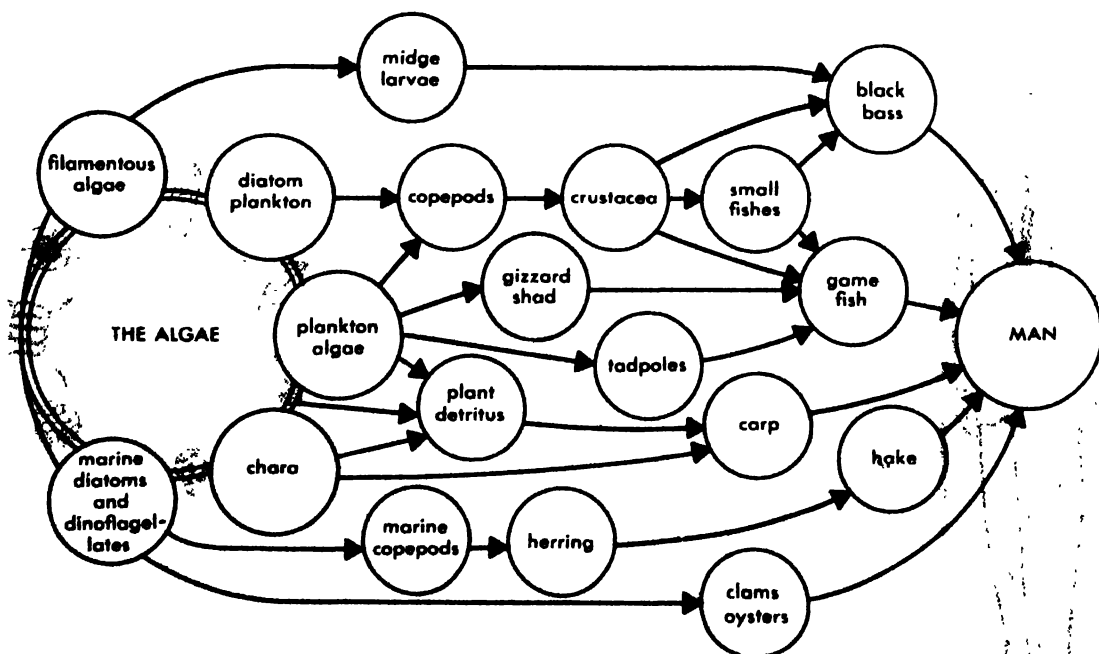 midge
larvae
black
bass
filamentous
algae
diatom
plankton
copepods
crustacea
small
fishes
gizzard
shad
game
fish
THE ALGAE
plankton
algae
MAN
tadpoles
plant
detritus
carp
chara
hake
marine
diatoms
and
dinoflagel-
lates
marine
copepods
herring
clams
oysters